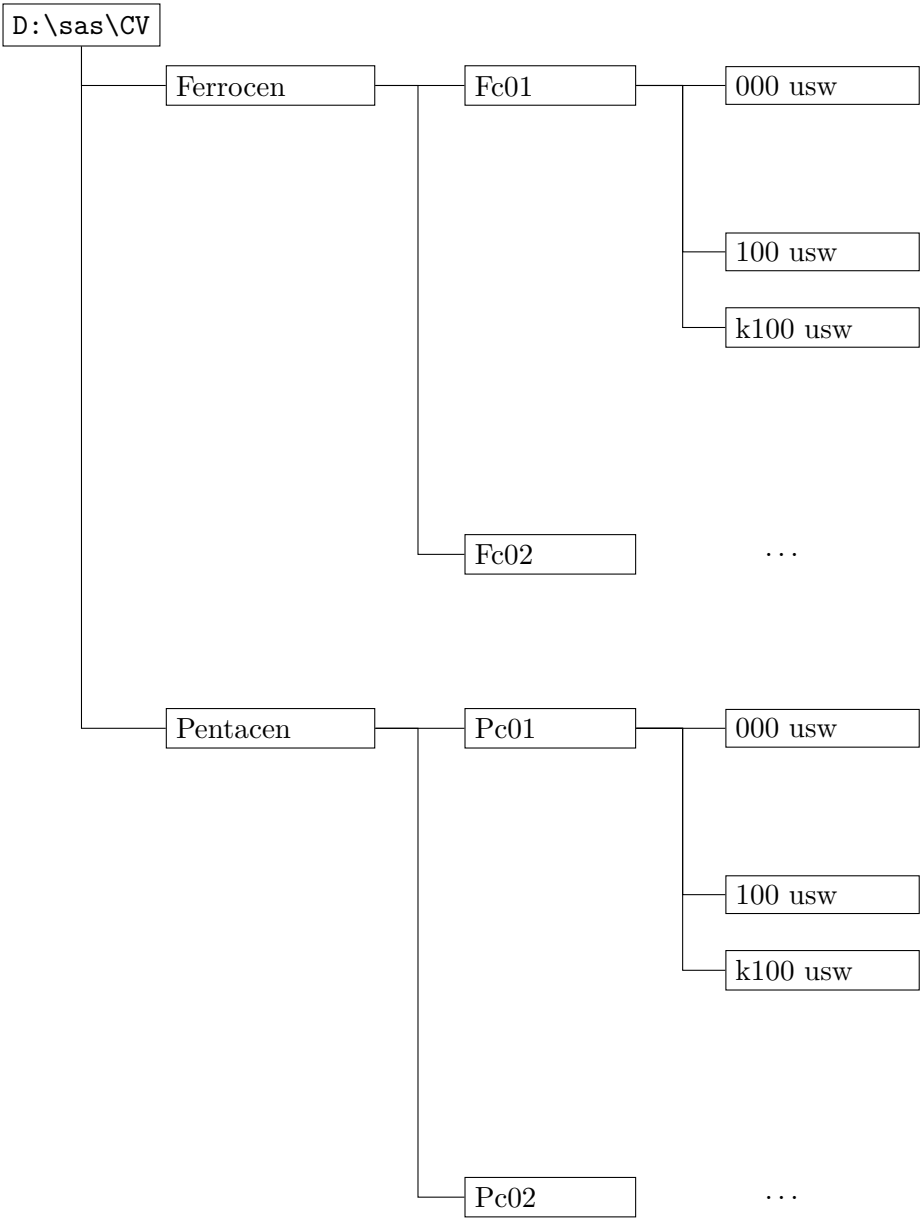 D:\sas\CV
Ferrocen
Fc01
000 usw
100 usw
k100 usw
Fc02
...
Pentacen
Pc01
000 usw
100 usw
k100 usw
Pc02
...